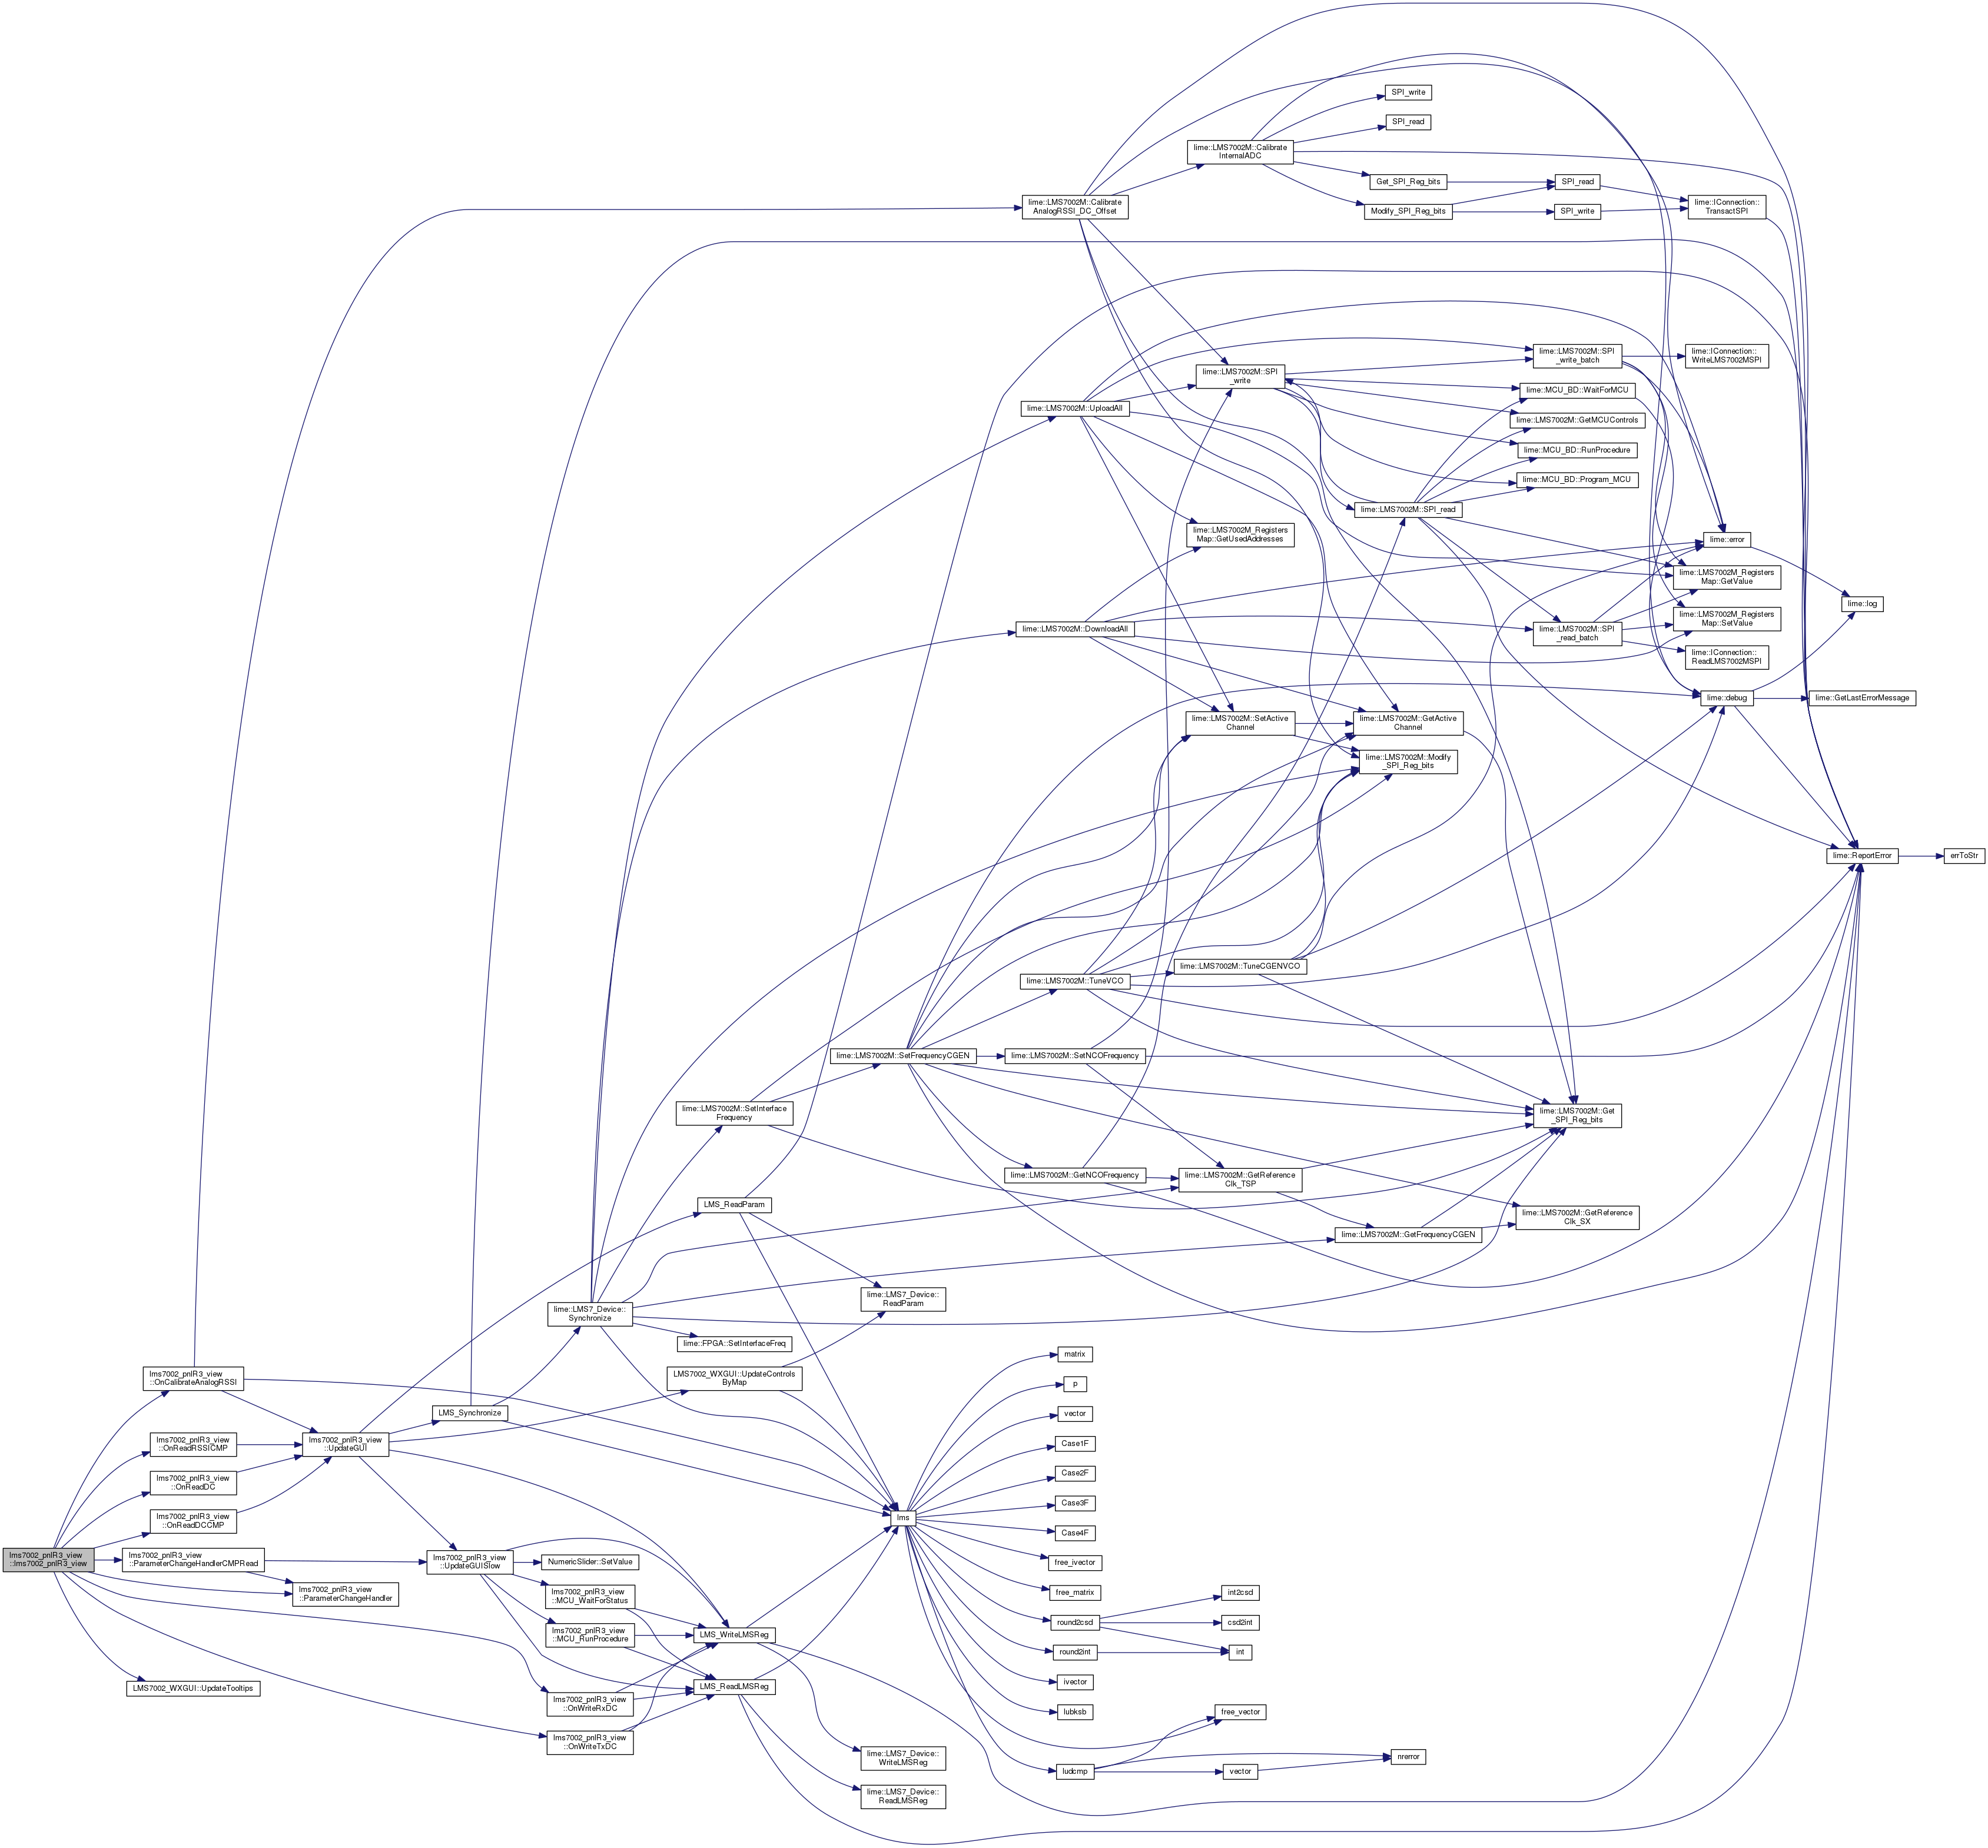 lms7002_pnlR3_view
::lms7002_pnlR3_view
lms7002_pnlR3_view
::OnCalibrateAnalogRSSI
lms7002_pnlR3_view
::OnReadRSSICMP
lms7002_pnlR3_view
::OnReadDC
lms7002_pnlR3_view
::OnReadDCCMP
lms7002_pnlR3_view
::ParameterChangeHandlerCMPRead
LMS7002_WXGUI::UpdateTooltips
lms7002_pnlR3_view
::UpdateGUI
lms7002_pnlR3_view
::ParameterChangeHandler
LMS_Synchronize
lms7002_pnlR3_view
::UpdateGUISlow
lime::LMS7_Device::
Synchronize
NumericSlider::SetValue
lms7002_pnlR3_view
::MCU_WaitForStatus
lms7002_pnlR3_view
::MCU_RunProcedure
lms7002_pnlR3_view
::OnWriteRxDC
lms7002_pnlR3_view
::OnWriteTxDC
lime::LMS7002M::SetInterface
Frequency
LMS_ReadParam
lime::FPGA::SetInterfaceFreq
LMS7002_WXGUI::UpdateControls
ByMap
LMS_WriteLMSReg
LMS_ReadLMSReg
lime::LMS7002M::SetFrequencyCGEN
lime::LMS7_Device::
ReadParam
lms
lime::LMS7_Device::
WriteLMSReg
lime::LMS7_Device::
ReadLMSReg
lime::LMS7002M::Calibrate
AnalogRSSI_DC_Offset
lime::LMS7002M::UploadAll
lime::LMS7002M::DownloadAll
lime::LMS7002M::TuneVCO
lime::LMS7002M::SetNCOFrequency
lime::LMS7002M::GetNCOFrequency
matrix
p
vector
Case1F
Case2F
Case3F
Case4F
free_ivector
free_matrix
round2csd
round2int
ivector
lubksb
ludcmp
lime::LMS7002M::Calibrate
InternalADC
lime::LMS7002M::SPI
_write
lime::LMS7002M_Registers
Map::GetUsedAddresses
lime::LMS7002M::SetActive
Channel
lime::LMS7002M::TuneCGENVCO
lime::LMS7002M::GetReference
Clk_TSP
int2csd
csd2int
int
free_vector
vector
SPI_write
SPI_read
Get_SPI_Reg_bits
Modify_SPI_Reg_bits
lime::LMS7002M::SPI_read
lime::LMS7002M::GetActive
Channel
lime::LMS7002M::Modify
_SPI_Reg_bits
lime::LMS7002M::GetFrequencyCGEN
nrerror
SPI_read
SPI_write
lime::LMS7002M::SPI
_write_batch
lime::MCU_BD::WaitForMCU
lime::LMS7002M::GetMCUControls
lime::MCU_BD::RunProcedure
lime::MCU_BD::Program_MCU
lime::LMS7002M::SPI
_read_batch
lime::LMS7002M::Get
_SPI_Reg_bits
lime::LMS7002M::GetReference
Clk_SX
lime::IConnection::
TransactSPI
lime::IConnection::
WriteLMS7002MSPI
lime::error
lime::LMS7002M_Registers
Map::GetValue
lime::LMS7002M_Registers
Map::SetValue
lime::IConnection::
ReadLMS7002MSPI
lime::debug
lime::log
lime::GetLastErrorMessage
lime::ReportError
errToStr